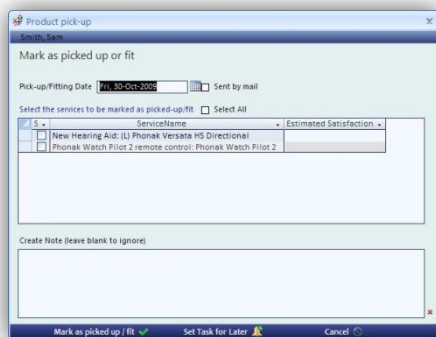 Product pick-up
Smith, Sam
Mark as picked up or fit
Pick-up/Fitting Date Fri, 30-Oct-2009 Sent by mail
Select the services to be marked as picked-up/fit Select All
S ServiceName Estimated Satisfaction
New Hearing Aid: (L) Phonak Versata HS Directional
Phonak Watch Pilot 2 remote control: Phonak Watch Pilot 2
Create Note (leave blank to ignore)
Mark as picked up / fit Set Task for Later Cancel